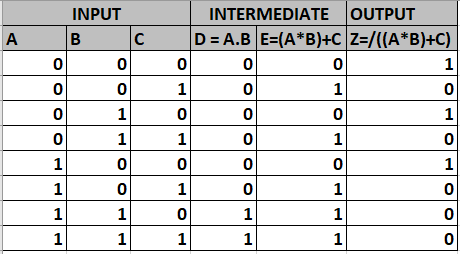 INPUT INTERMEDIATE OUTPUT
A B C D = A.B E=(A*B)+C Z=/((A*B)+C)
0 0 0 0 0 1
0 0 1 0 1 0
0 1 0 0 0 1
0 1 1 0 1 0
1 0 0 0 0 1
1 0 1 0 1 0
1 1 0 1 1 0
1 1 1 1 1 0